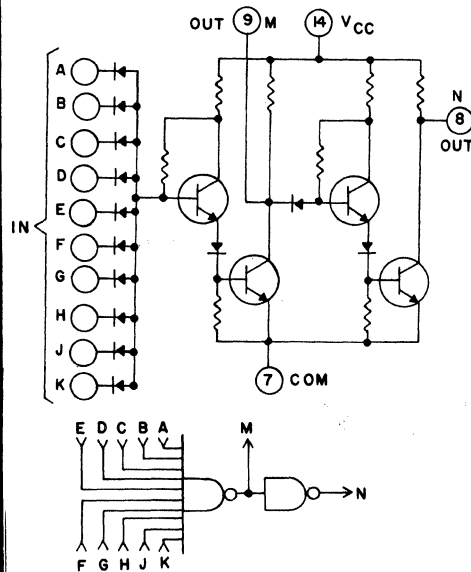 OUT 9 M 14 VCC
A
B
C
D
E
F
G
H
J
K
IN
N
8
OUT
7 COM
E D C B A M
N
F G H J K